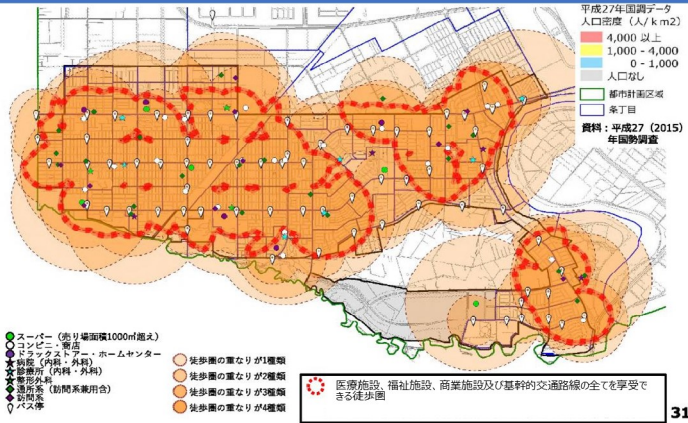 平成27年国調データ
人口密度（人/ｋｍ2）
4,000 以上
1,000 - 4,000
0 - 1,000
人口なし
都市計画区域
条丁目
資料：平成27（2015）
年国勢調査
スーパー（売り場面積1000㎡超え）
コンビニ・商店
ドラックストアー・ホームセンター
病院（内科・外科）
診療所（内科・外科）
整形外科
通所系（訪問系兼用含）
訪問系
バス停
徒歩圏の重なりが1種類
徒歩圏の重なりが2種類
徒歩圏の重なりが3種類
徒歩圏の重なりが4種類
医療施設、福祉施設、商業施設及び基幹的交通路線の全てを享受で
きる徒歩圏
31